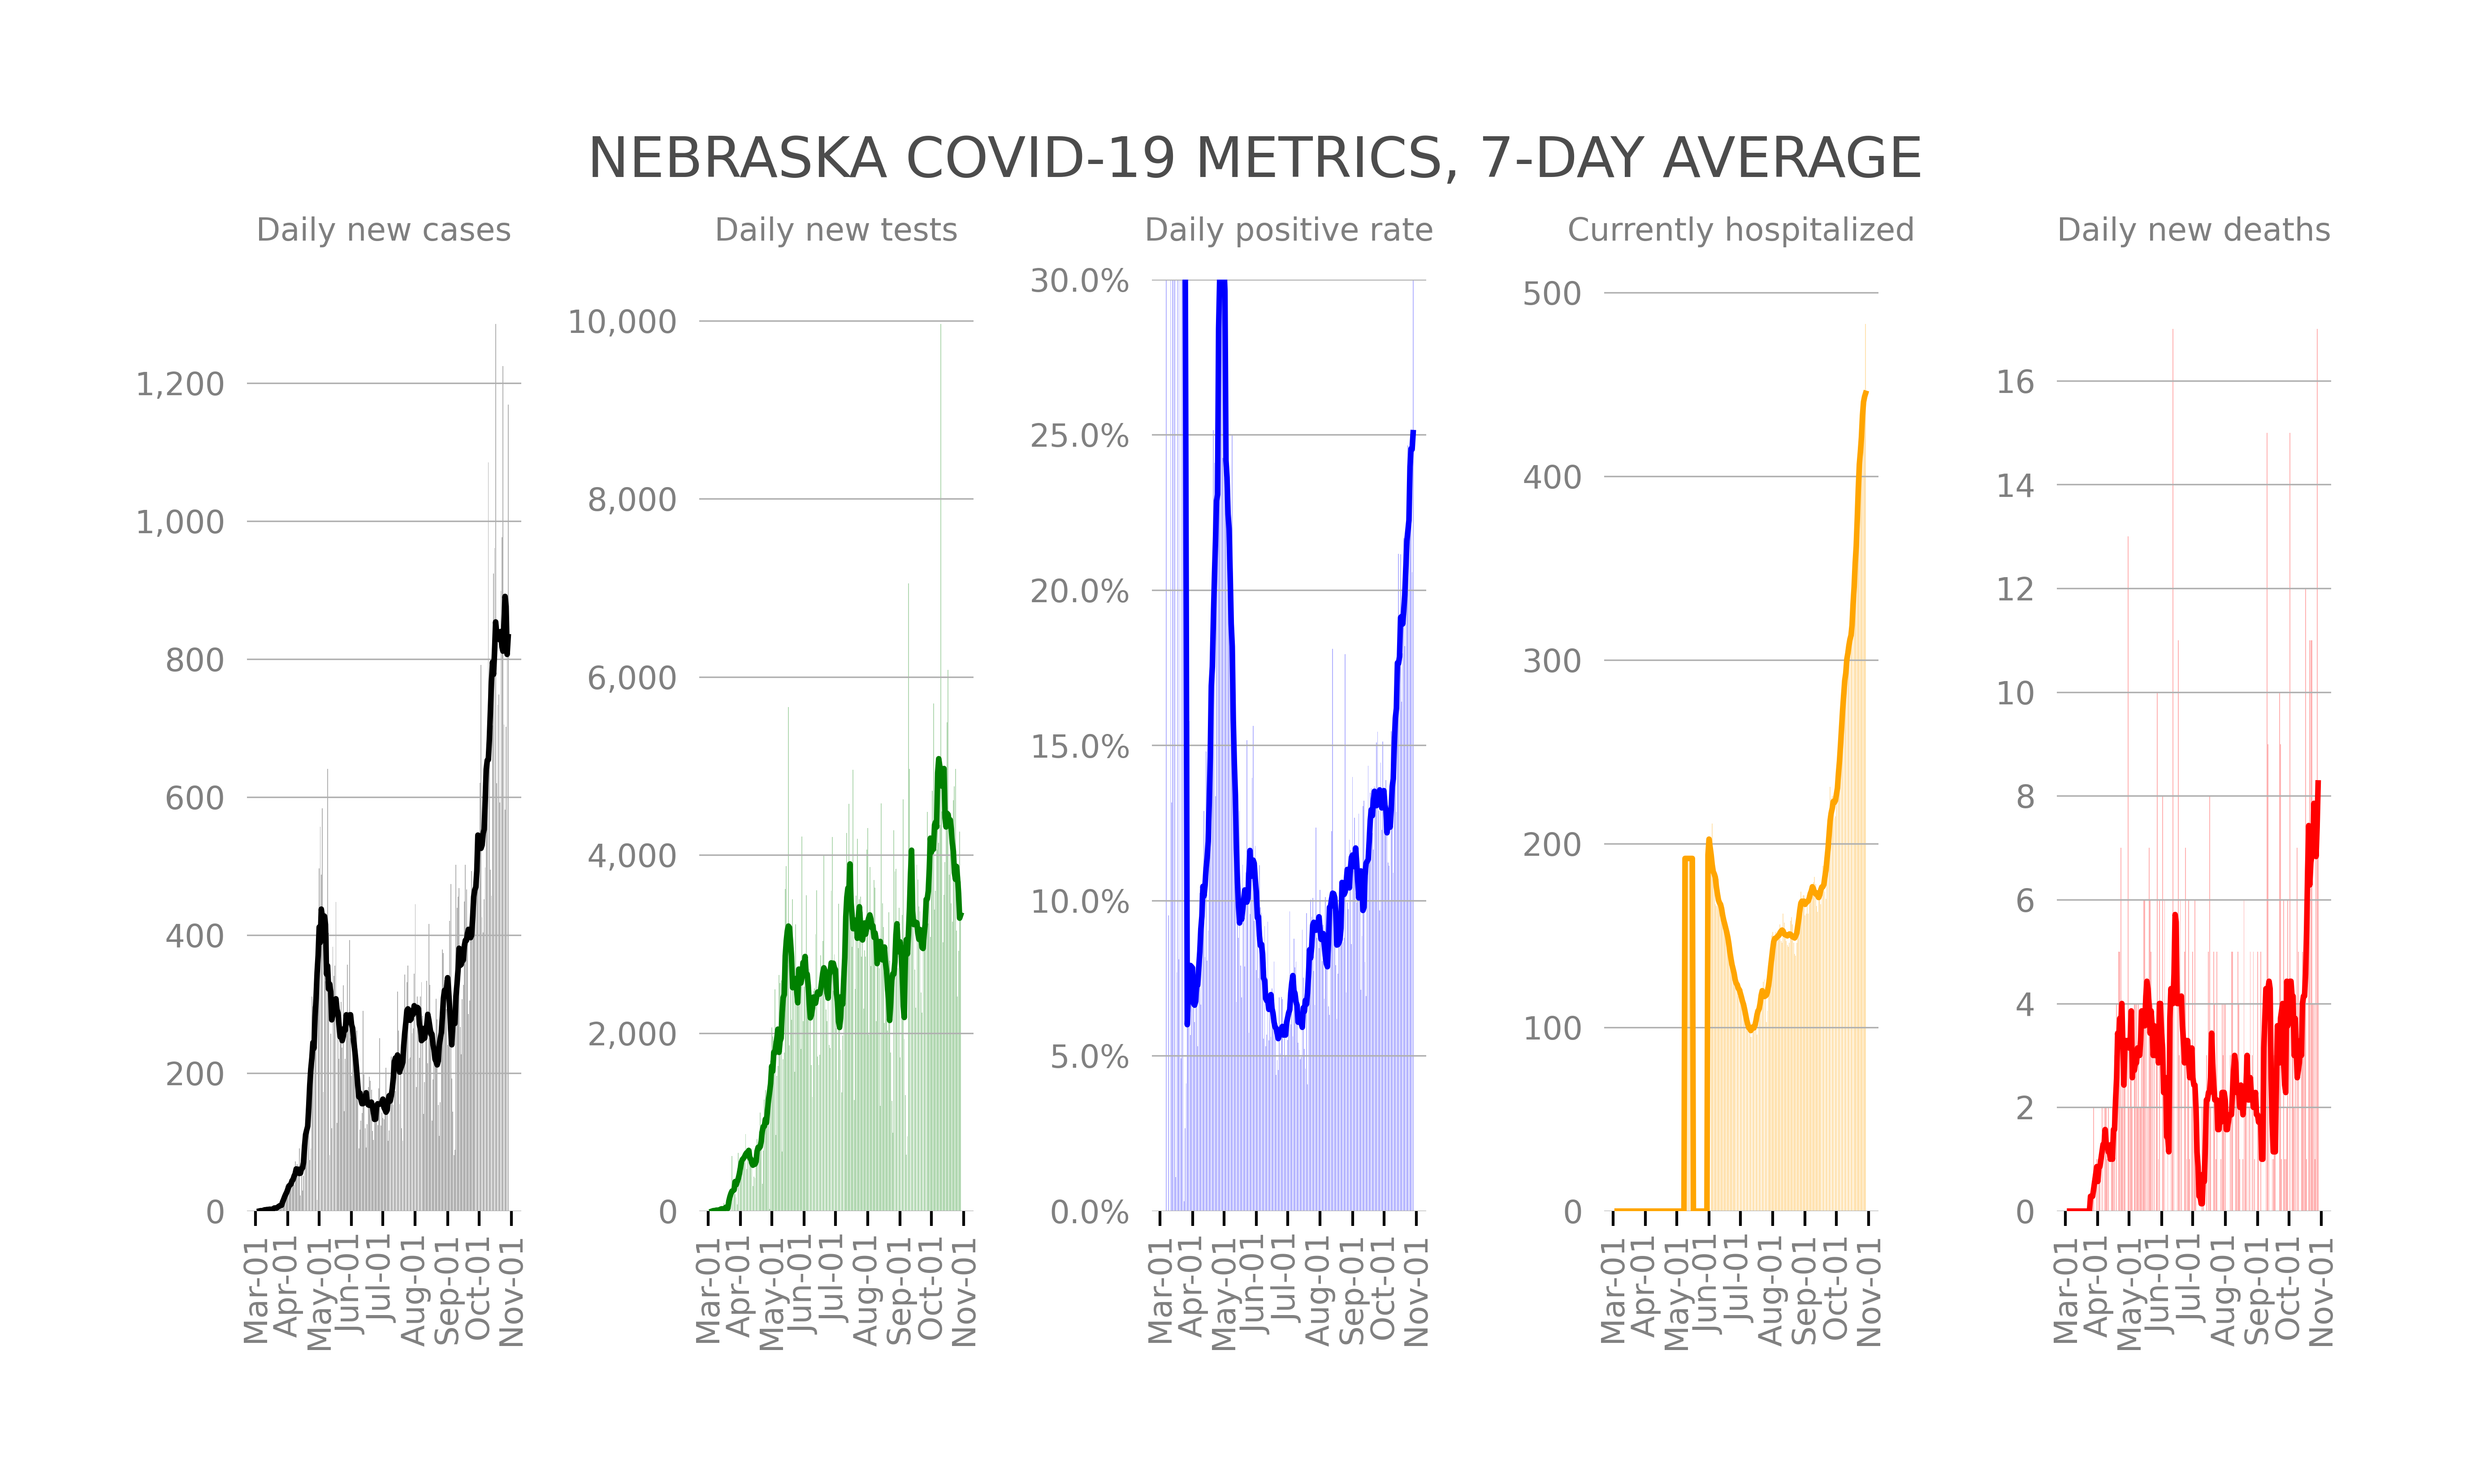 NEBRASKA COVID-19 METRICS, 7-DAY AVERAGE
Daily new cases
1,200
1,000
800
600
400
200
0
Mar-01
Apr-01
May-01
Jun-01
Jul-01
Aug-01
Sep-01
Oct-01
Nov-01
Daily new tests
10,000
8,000
6,000
4,000
2,000
0
Mar-01
Apr-01
May-01
Jun-01
Jul-01
Aug-01
Sep-01
Oct-01
Nov-01
Daily positive rate
30.0%
25.0%
20.0%
15.0%
10.0%
5.0%
0.0%
Mar-01
Apr-01
May-01
Jun-01
Jul-01
Aug-01
Sep-01
Oct-01
Nov-01
Currently hospitalized
500
400
300
200
100
0
Mar-01
Apr-01
May-01
Jun-01
Jul-01
Aug-01
Sep-01
Oct-01
Nov-01
Daily new deaths
16
14
12
10
8
6
4
2
0
Mar-01
Apr-01
May-01
Jun-01
Jul-01
Aug-01
Sep-01
Oct-01
Nov-01